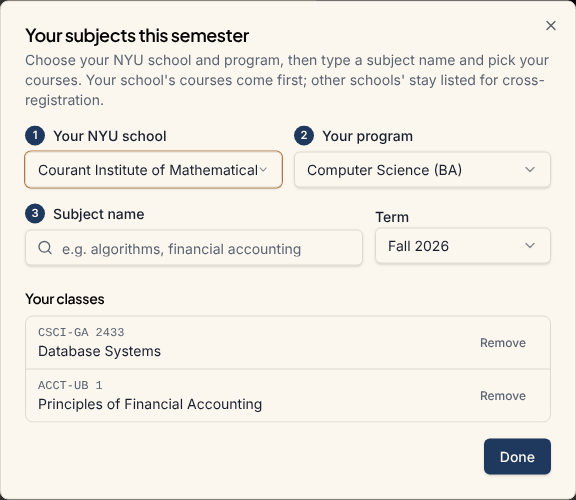 Your subjects this semester
Choose your NYU school and program, then type a subject name and pick your
courses. Your school's courses come first; other schools' stay listed for cross-
registration.
1 Your NYU school
2 Your program
Courant Institute of Mathematical
Computer Science (BA)
3 Subject name
Term
e.g. algorithms, financial accounting
Fall 2026
Your classes
CSCI-GA 2433
Database Systems
Remove
ACCT-UB 1
Principles of Financial Accounting
Remove
Done